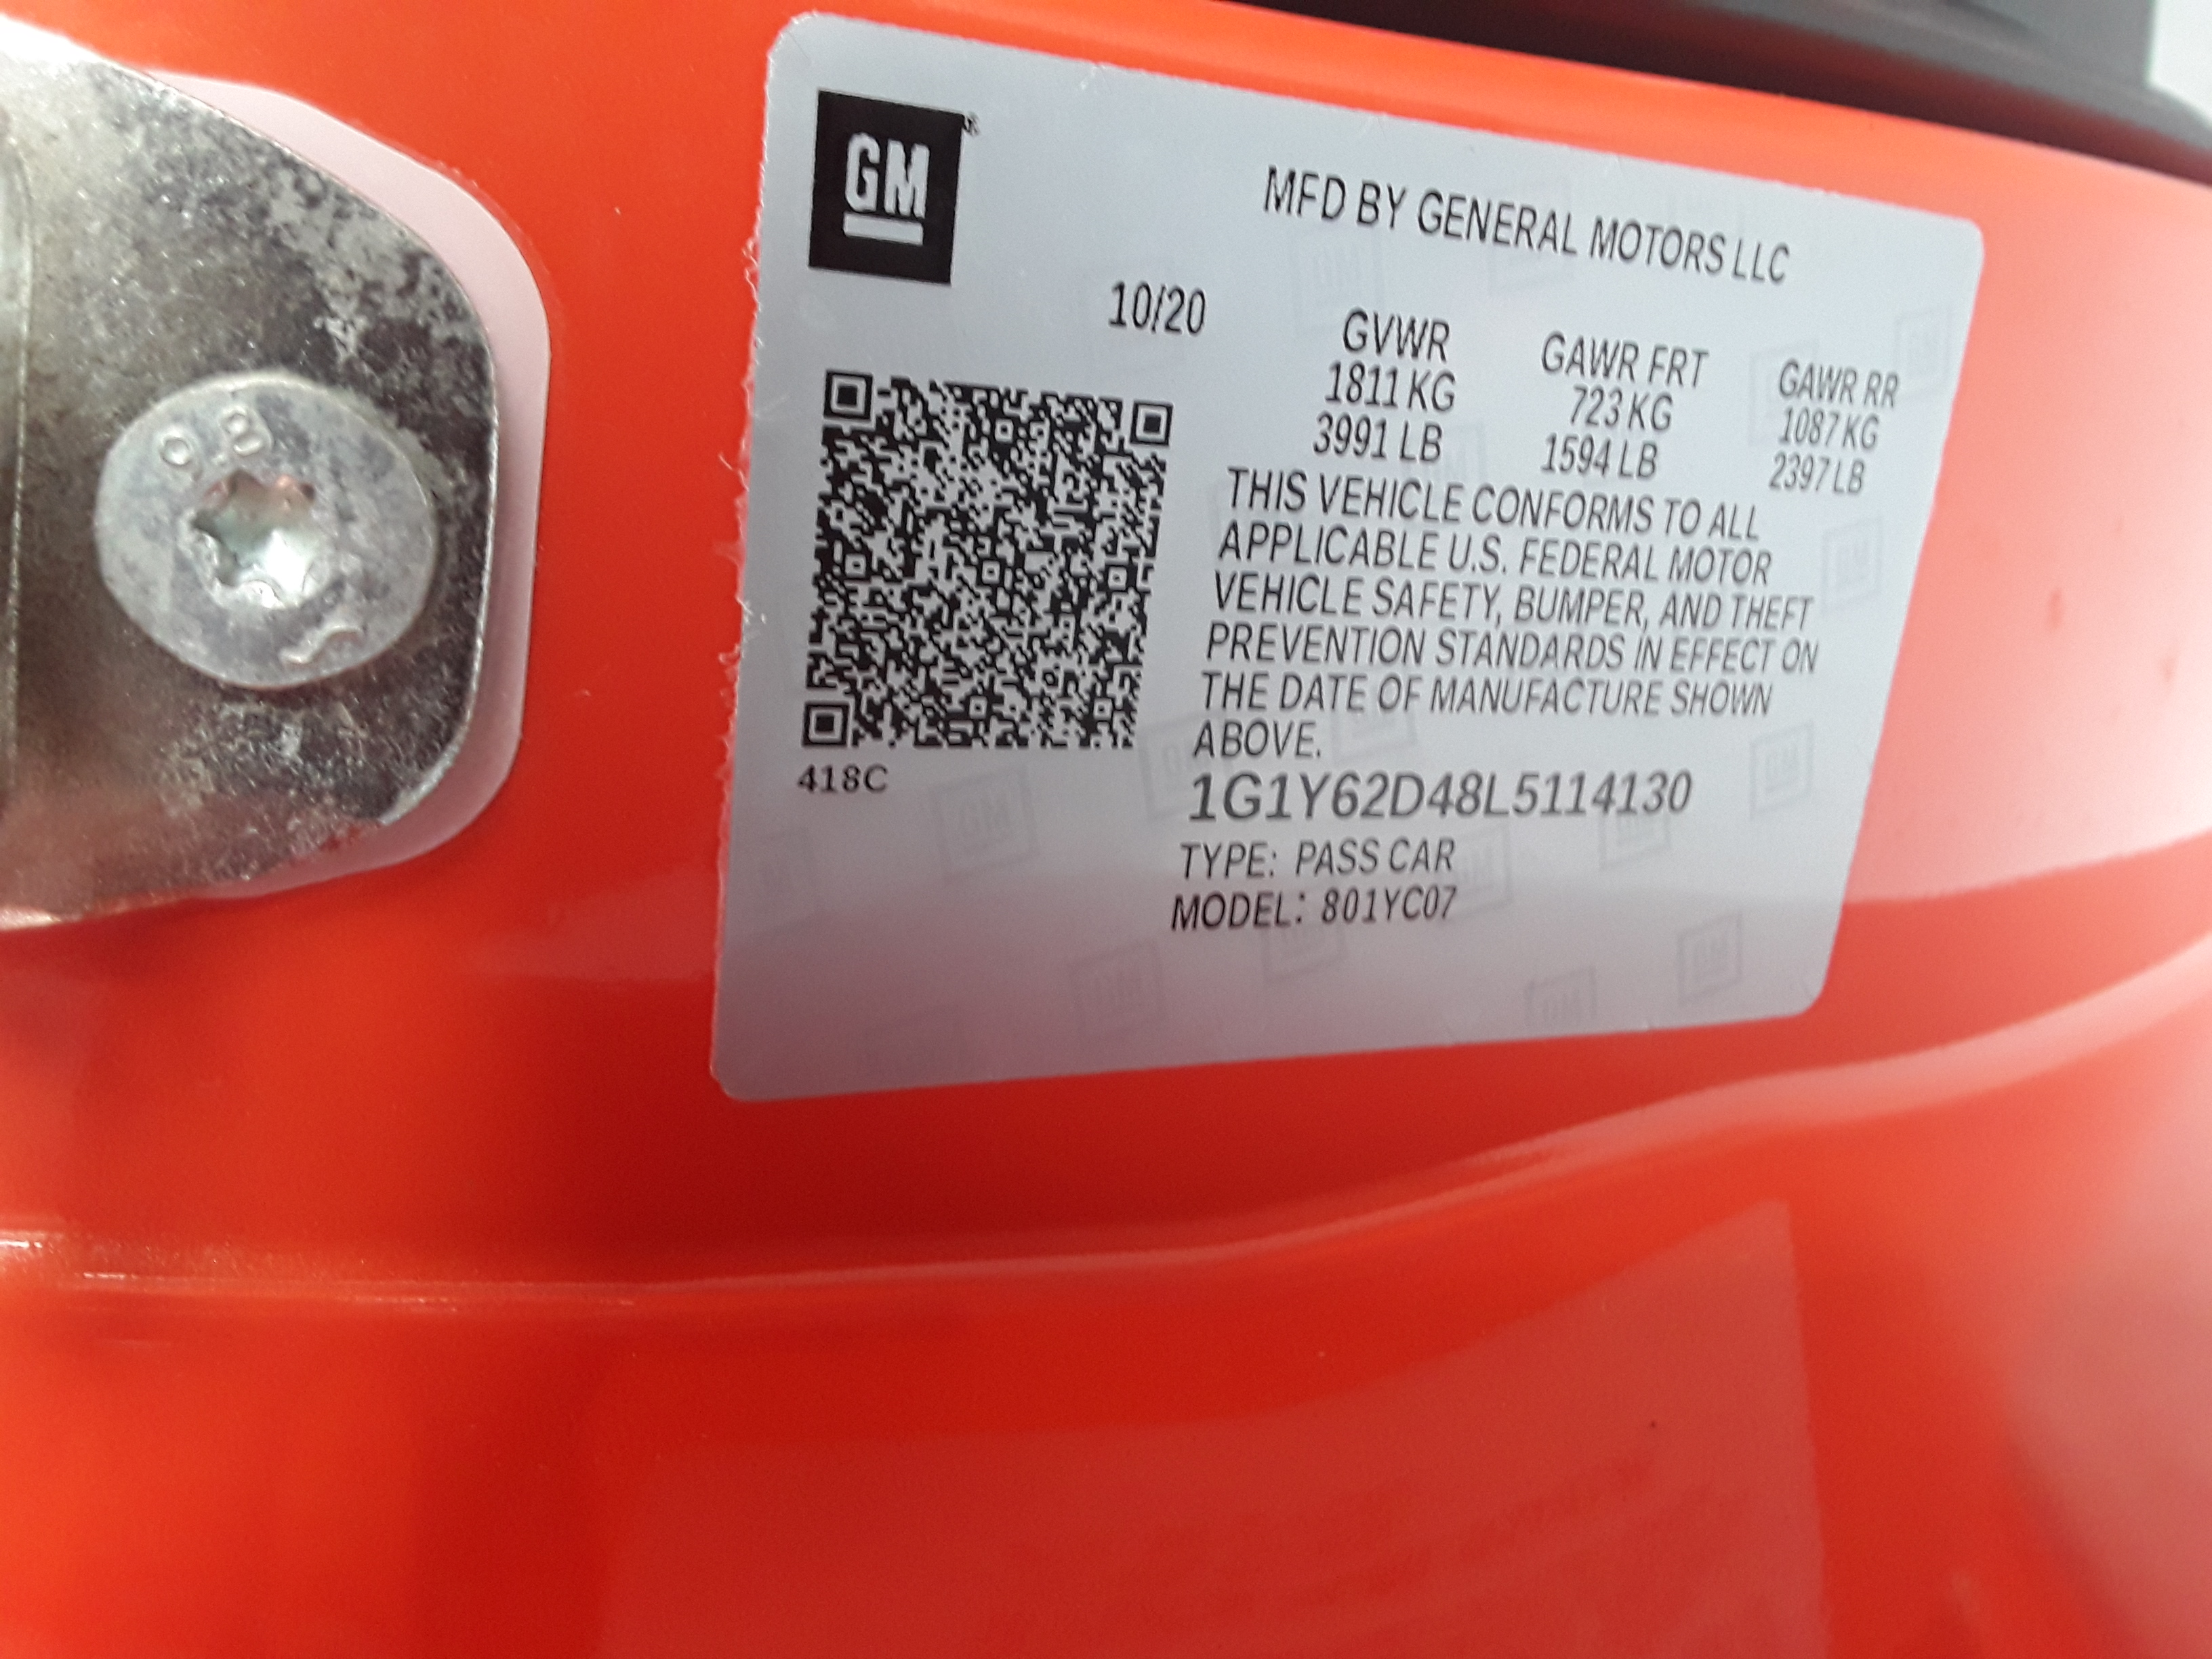 GM
MFD BY GENERAL MOTORS LLC
10/20
GVWR
1811 KG
3991 LB
GAWR FRT
723 KG
1594 LB
GAWR RR
1087 KG
2397 LB
THIS VEHICLE CONFORMS TO ALL
APPLICABLE U.S. FEDERAL MOTOR
VEHICLE SAFETY, BUMPER, AND THEFT
PREVENTION STANDARDS IN EFFECT ON
THE DATE OF MANUFACTURE SHOWN
ABOVE.
418C
1G1Y62D48L5114130
TYPE: PASS CAR
MODEL: 801YC07